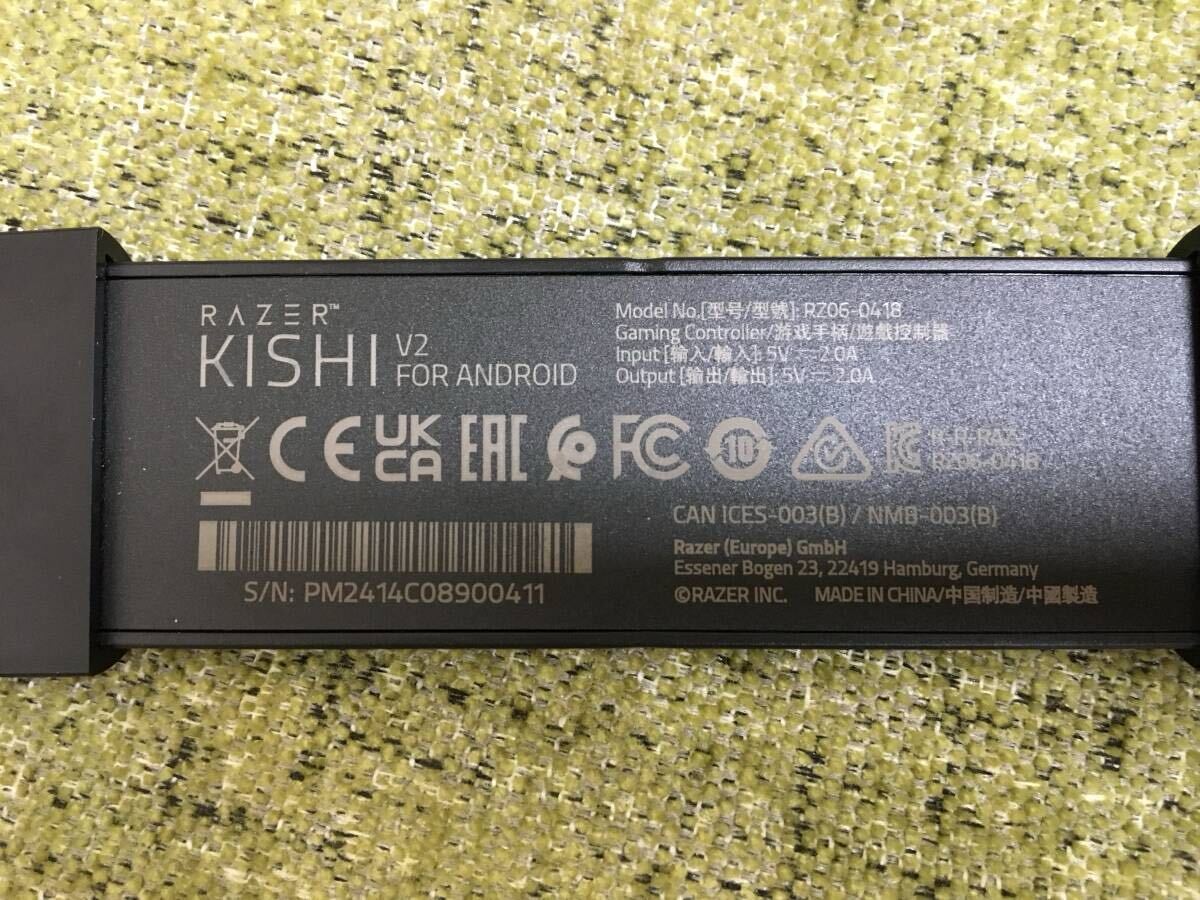 RAZER™
KISHI V2 FOR ANDROID
Model No.[型号/型號]: RZ06-0418
Gaming Controller/游戏手柄/遊戲控制器
Input [输入/輸入]: 5V ⎓ 2.0A
Output [输出/輸出]: 5V ⎓ 2.0A
CE UK CA EAC FC 10
R-R-RAZ-
RZ06-0418
CAN ICES-003(B) / NMB-003(B)
S/N: PM2414C08900411
Razer (Europe) GmbH
Essener Bogen 23, 22419 Hamburg, Germany
©RAZER INC. MADE IN CHINA/中国制造/中國製造